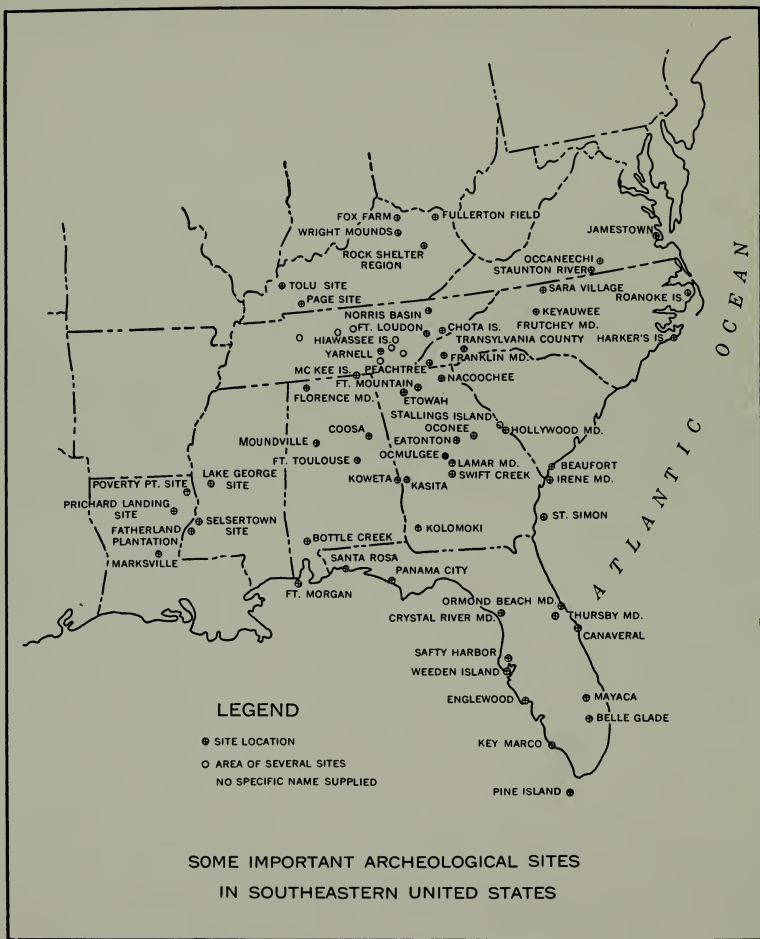 FOX FARM
FULLERTON FIELD
WRIGHT MOUNDS
JAMESTOWN
ROCK SHELTER
REGION
OCCANEECHI
STAUNTON RIVER
TOLU SITE
SARA VILLAGE
ROANOKE IS.
PAGE SITE
NORRIS BASIN
KEYAUWEE
FT. LOUDON
CHOTA IS.
FRUTCHEY MD.
HIAWASSEE IS.
TRANSYLVANIA COUNTY
HARKER'S IS.
YARNELL
FRANKLIN MD.
MC KEE IS.
PEACHTREE
NACOOCHEE
FT. MOUNTAIN
FLORENCE MD.
ETOWAH
STALLINGS ISLAND
COOSA
OCONEE
HOLLYWOOD MD.
MOUNDVILLE
EATONTON
OCMULGEE
FT. TOULOUSE
LAMAR MD.
BEAUFORT
LAKE GEORGE
SITE
POVERTY PT. SITE
KOWETA
KASITA
SWIFT CREEK
IRENE MD.
PRICHARD LANDING
SITE
SELSERTOWN
SITE
ST. SIMON
FATHERLAND
PLANTATION
KOLOMOKI
BOTTLE CREEK
MARKSVILLE
SANTA ROSA
PANAMA CITY
FT. MORGAN
ORMOND BEACH MD.
THURSBY MD.
CRYSTAL RIVER MD.
CANAVERAL
SAFTY HARBOR
WEEDEN ISLAND
ENGLEWOOD
MAYACA
BELLE GLADE
KEY MARCO
PINE ISLAND
ATLANTIC
OCEAN
LEGEND
SITE LOCATION
AREA OF SEVERAL SITES
NO SPECIFIC NAME SUPPLIED
SOME IMPORTANT ARCHEOLOGICAL SITES
IN SOUTHEASTERN UNITED STATES